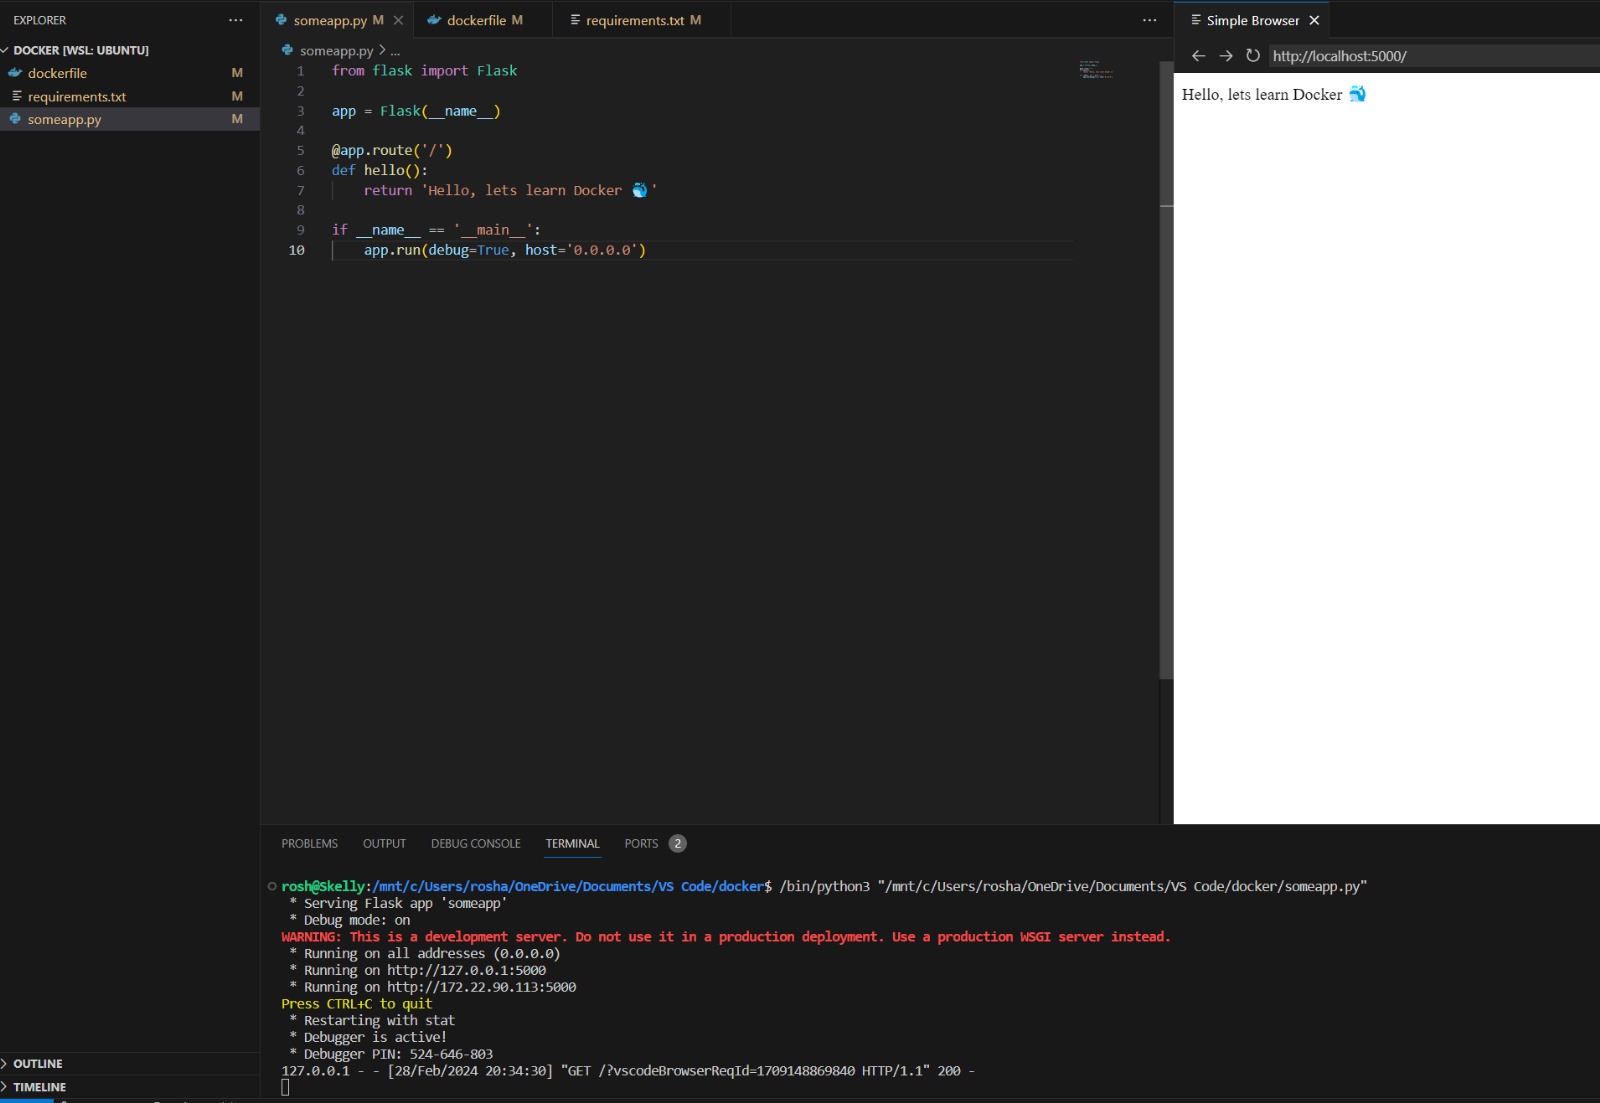 EXPLORER ...
DOCKER [WSL: UBUNTU]
dockerfile M
requirements.txt M
someapp.py M
OUTLINE
TIMELINE
someapp.py M dockerfile M requirements.txt M ...
someapp.py > ...
1 from flask import Flask
2
3 app = Flask(__name__)
4
5 @app.route('/')
6 def hello():
7 return 'Hello, lets learn Docker 🐳'
8
9 if __name__ == '__main__':
10 app.run(debug=True, host='0.0.0.0')
Simple Browser
http://localhost:5000/
Hello, lets learn Docker 🐳
PROBLEMS OUTPUT DEBUG CONSOLE TERMINAL PORTS 2
rosh@Skelly:/mnt/c/Users/rosha/OneDrive/Documents/VS Code/docker$ /bin/python3 "/mnt/c/Users/rosha/OneDrive/Documents/VS Code/docker/someapp.py"
* Serving Flask app 'someapp'
* Debug mode: on
WARNING: This is a development server. Do not use it in a production deployment. Use a production WSGI server instead.
* Running on all addresses (0.0.0.0)
* Running on http://127.0.0.1:5000
* Running on http://172.22.90.113:5000
Press CTRL+C to quit
* Restarting with stat
* Debugger is active!
* Debugger PIN: 524-646-803
127.0.0.1 - - [28/Feb/2024 20:34:30] "GET /?vscodeBrowserReqId=1709148869840 HTTP/1.1" 200 -